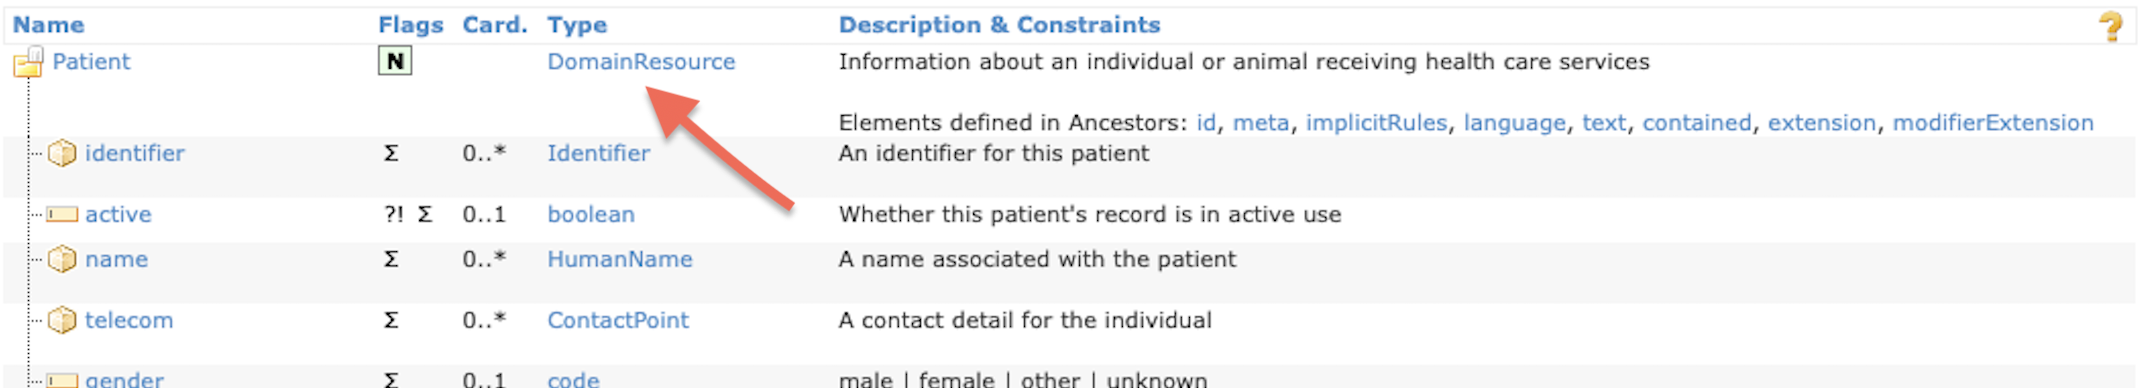 Name Flags Card. Type Description & Constraints ?
Patient N DomainResource Information about an individual or animal receiving health care services
Elements defined in Ancestors: id, meta, implicitRules, language, text, contained, extension, modifierExtension
identifier Σ 0..* Identifier An identifier for this patient
active ?! Σ 0..1 boolean Whether this patient's record is in active use
name Σ 0..* HumanName A name associated with the patient
telecom Σ 0..* ContactPoint A contact detail for the individual
gender Σ 0..1 code male | female | other | unknown